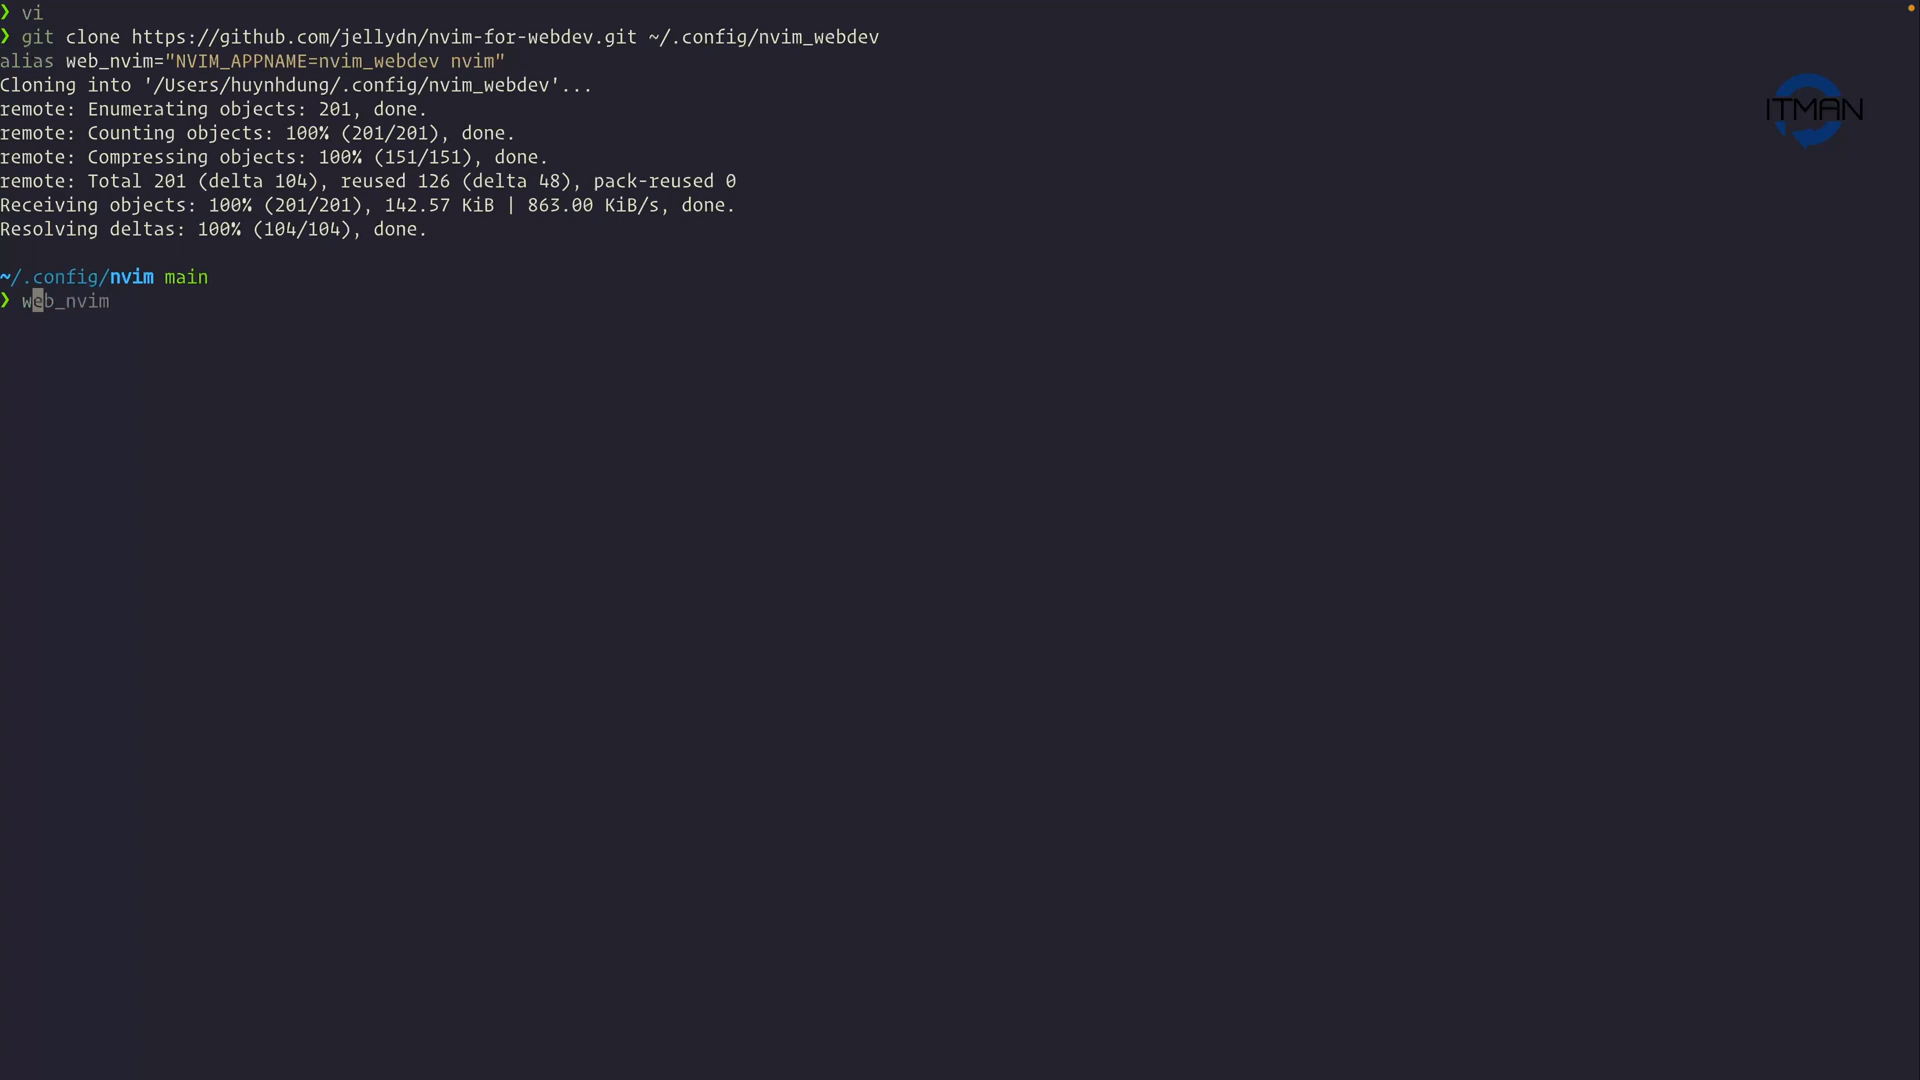 ❯ vi
❯ git clone https://github.com/jellydn/nvim-for-webdev.git ~/.config/nvim_webdev
alias web_nvim="NVIM_APPNAME=nvim_webdev nvim"
Cloning into '/Users/huynhdung/.config/nvim_webdev'...
remote: Enumerating objects: 201, done.
remote: Counting objects: 100% (201/201), done.
remote: Compressing objects: 100% (151/151), done.
remote: Total 201 (delta 104), reused 126 (delta 48), pack-reused 0
Receiving objects: 100% (201/201), 142.57 KiB | 863.00 KiB/s, done.
Resolving deltas: 100% (104/104), done.
~/.config/nvim main
❯ web_nvim
ITMAN